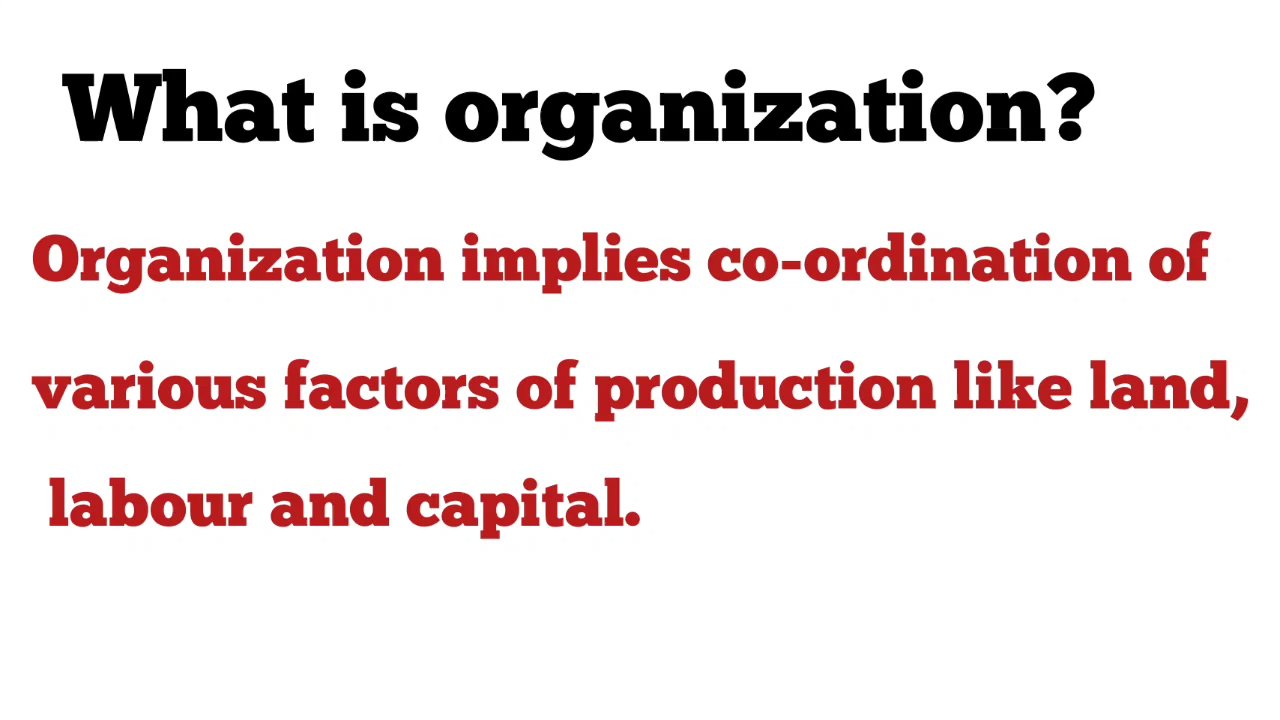 What is organization?
Organization implies co-ordination of
various factors of production like land,
labour and capital.